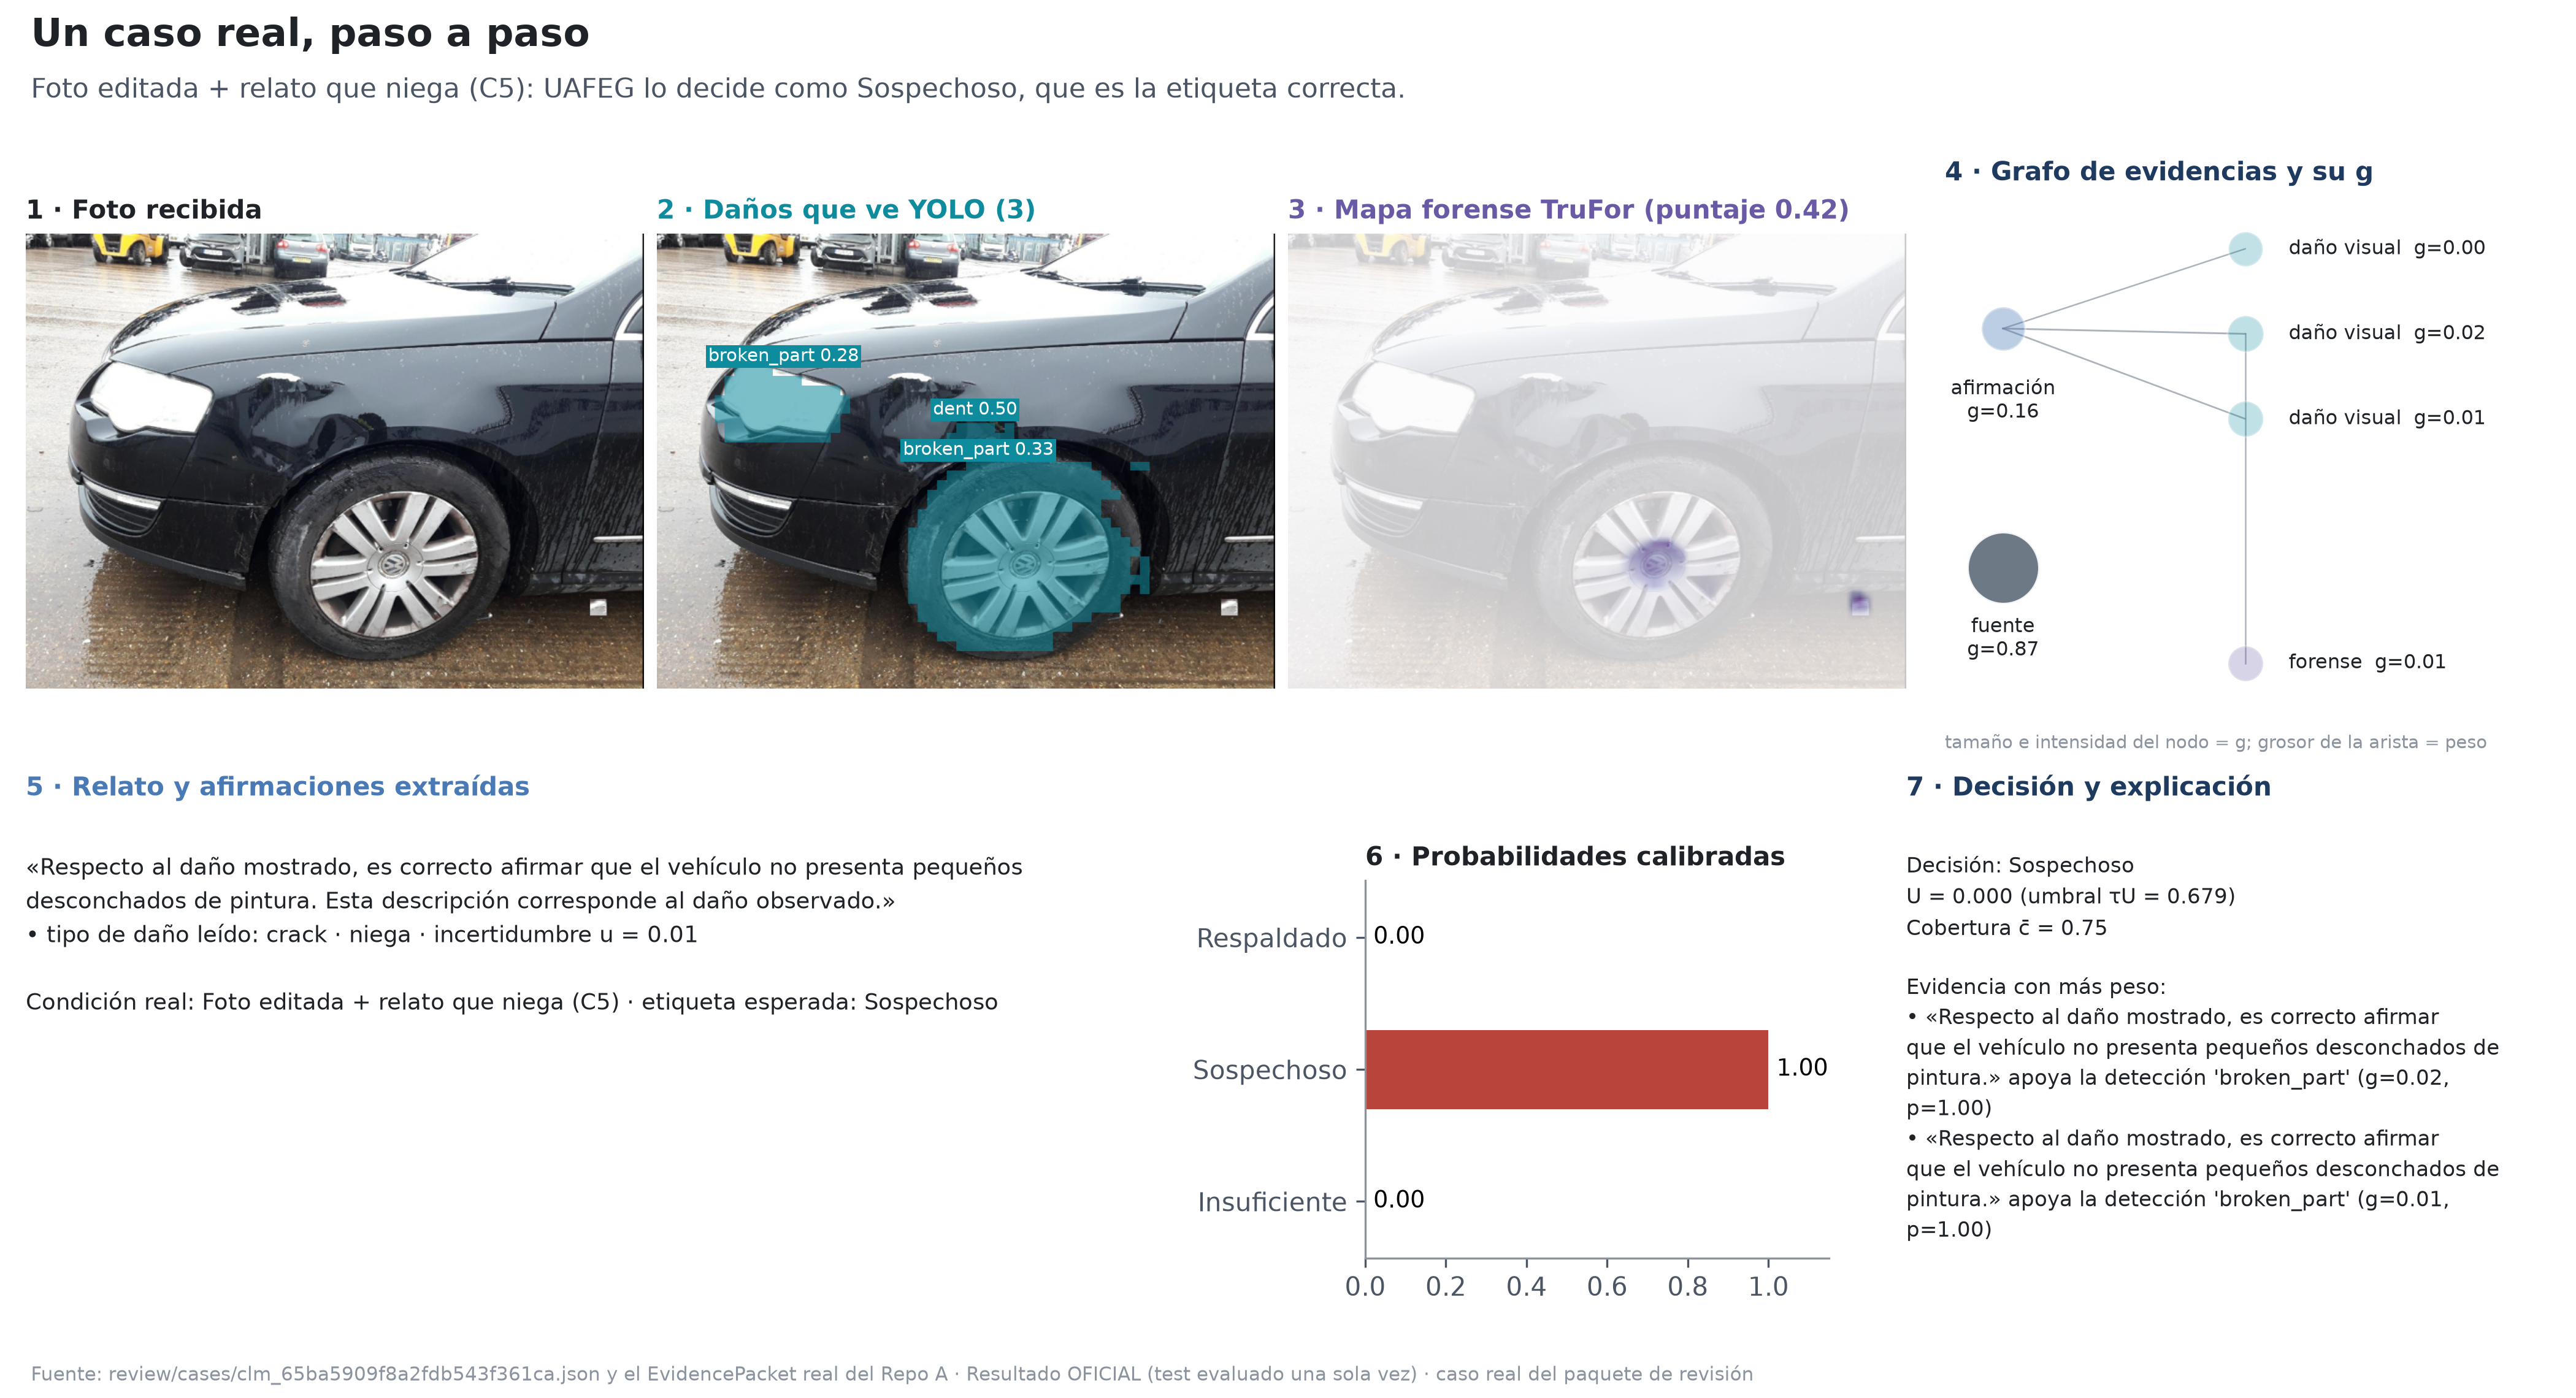 Un caso real, paso a paso
Foto editada + relato que niega (C5): UAFEG lo decide como Sospechoso, que es la etiqueta correcta.
1 · Foto recibida
2 · Daños que ve YOLO (3)
broken_part 0.28
dent 0.50
broken_part 0.33
3 · Mapa forense TruFor (puntaje 0.42)
4 · Grafo de evidencias y su g
daño visual g=0.00
daño visual g=0.02
daño visual g=0.01
afirmación
g=0.16
fuente
g=0.87
forense g=0.01
tamaño e intensidad del nodo = g; grosor de la arista = peso
5 · Relato y afirmaciones extraídas
«Respecto al daño mostrado, es correcto afirmar que el vehículo no presenta pequeños
desconchados de pintura. Esta descripción corresponde al daño observado.»
• tipo de daño leído: crack · niega · incertidumbre u = 0.01
Condición real: Foto editada + relato que niega (C5) · etiqueta esperada: Sospechoso
6 · Probabilidades calibradas
Respaldado
0.00
Sospechoso
1.00
Insuficiente
0.00
0.0 0.2 0.4 0.6 0.8 1.0
7 · Decisión y explicación
Decisión: Sospechoso
U = 0.000 (umbral τU = 0.679)
Cobertura c̄ = 0.75
Evidencia con más peso:
• «Respecto al daño mostrado, es correcto afirmar
que el vehículo no presenta pequeños desconchados de
pintura.» apoya la detección 'broken_part' (g=0.02,
p=1.00)
• «Respecto al daño mostrado, es correcto afirmar
que el vehículo no presenta pequeños desconchados de
pintura.» apoya la detección 'broken_part' (g=0.01,
p=1.00)
Fuente: review/cases/clm_65ba5909f8a2fdb543f361ca.json y el EvidencePacket real del Repo A · Resultado OFICIAL (test evaluado una sola vez) · caso real del paquete de revisión